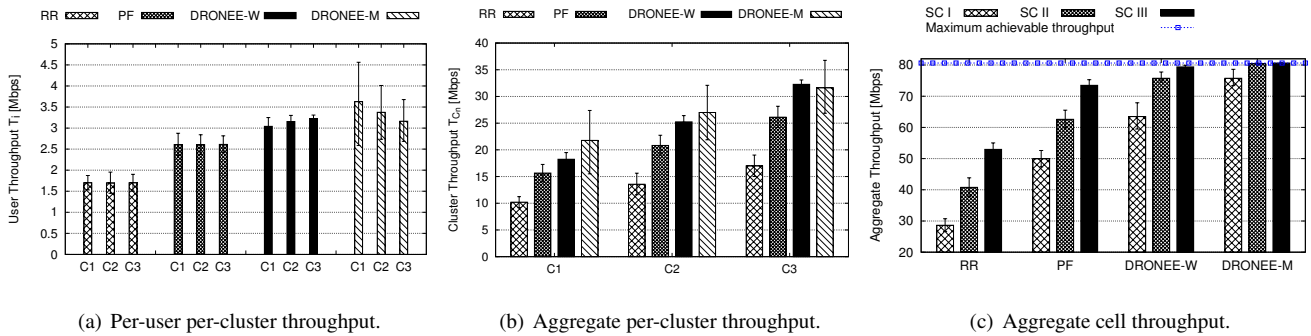 RR PF DRONEE-W DRONEE-M
User Throughput Ti [Mbps]
5
4.5
4
3.5
3
2.5
2
1.5
1
0.5
0
C1 C2 C3 C1 C2 C3 C1 C2 C3 C1 C2 C3
(a) Per-user per-cluster throughput.
RR PF DRONEE-W DRONEE-M
Cluster Throughput TCn [Mbps]
40
35
30
25
20
15
10
5
0
C1 C2 C3
(b) Aggregate per-cluster throughput.
SC I SC II SC III
Maximum achievable throughput
Aggregate Throughput [Mbps]
80
70
60
50
40
30
20
RR PF DRONEE-W DRONEE-M
(c) Aggregate cell throughput.